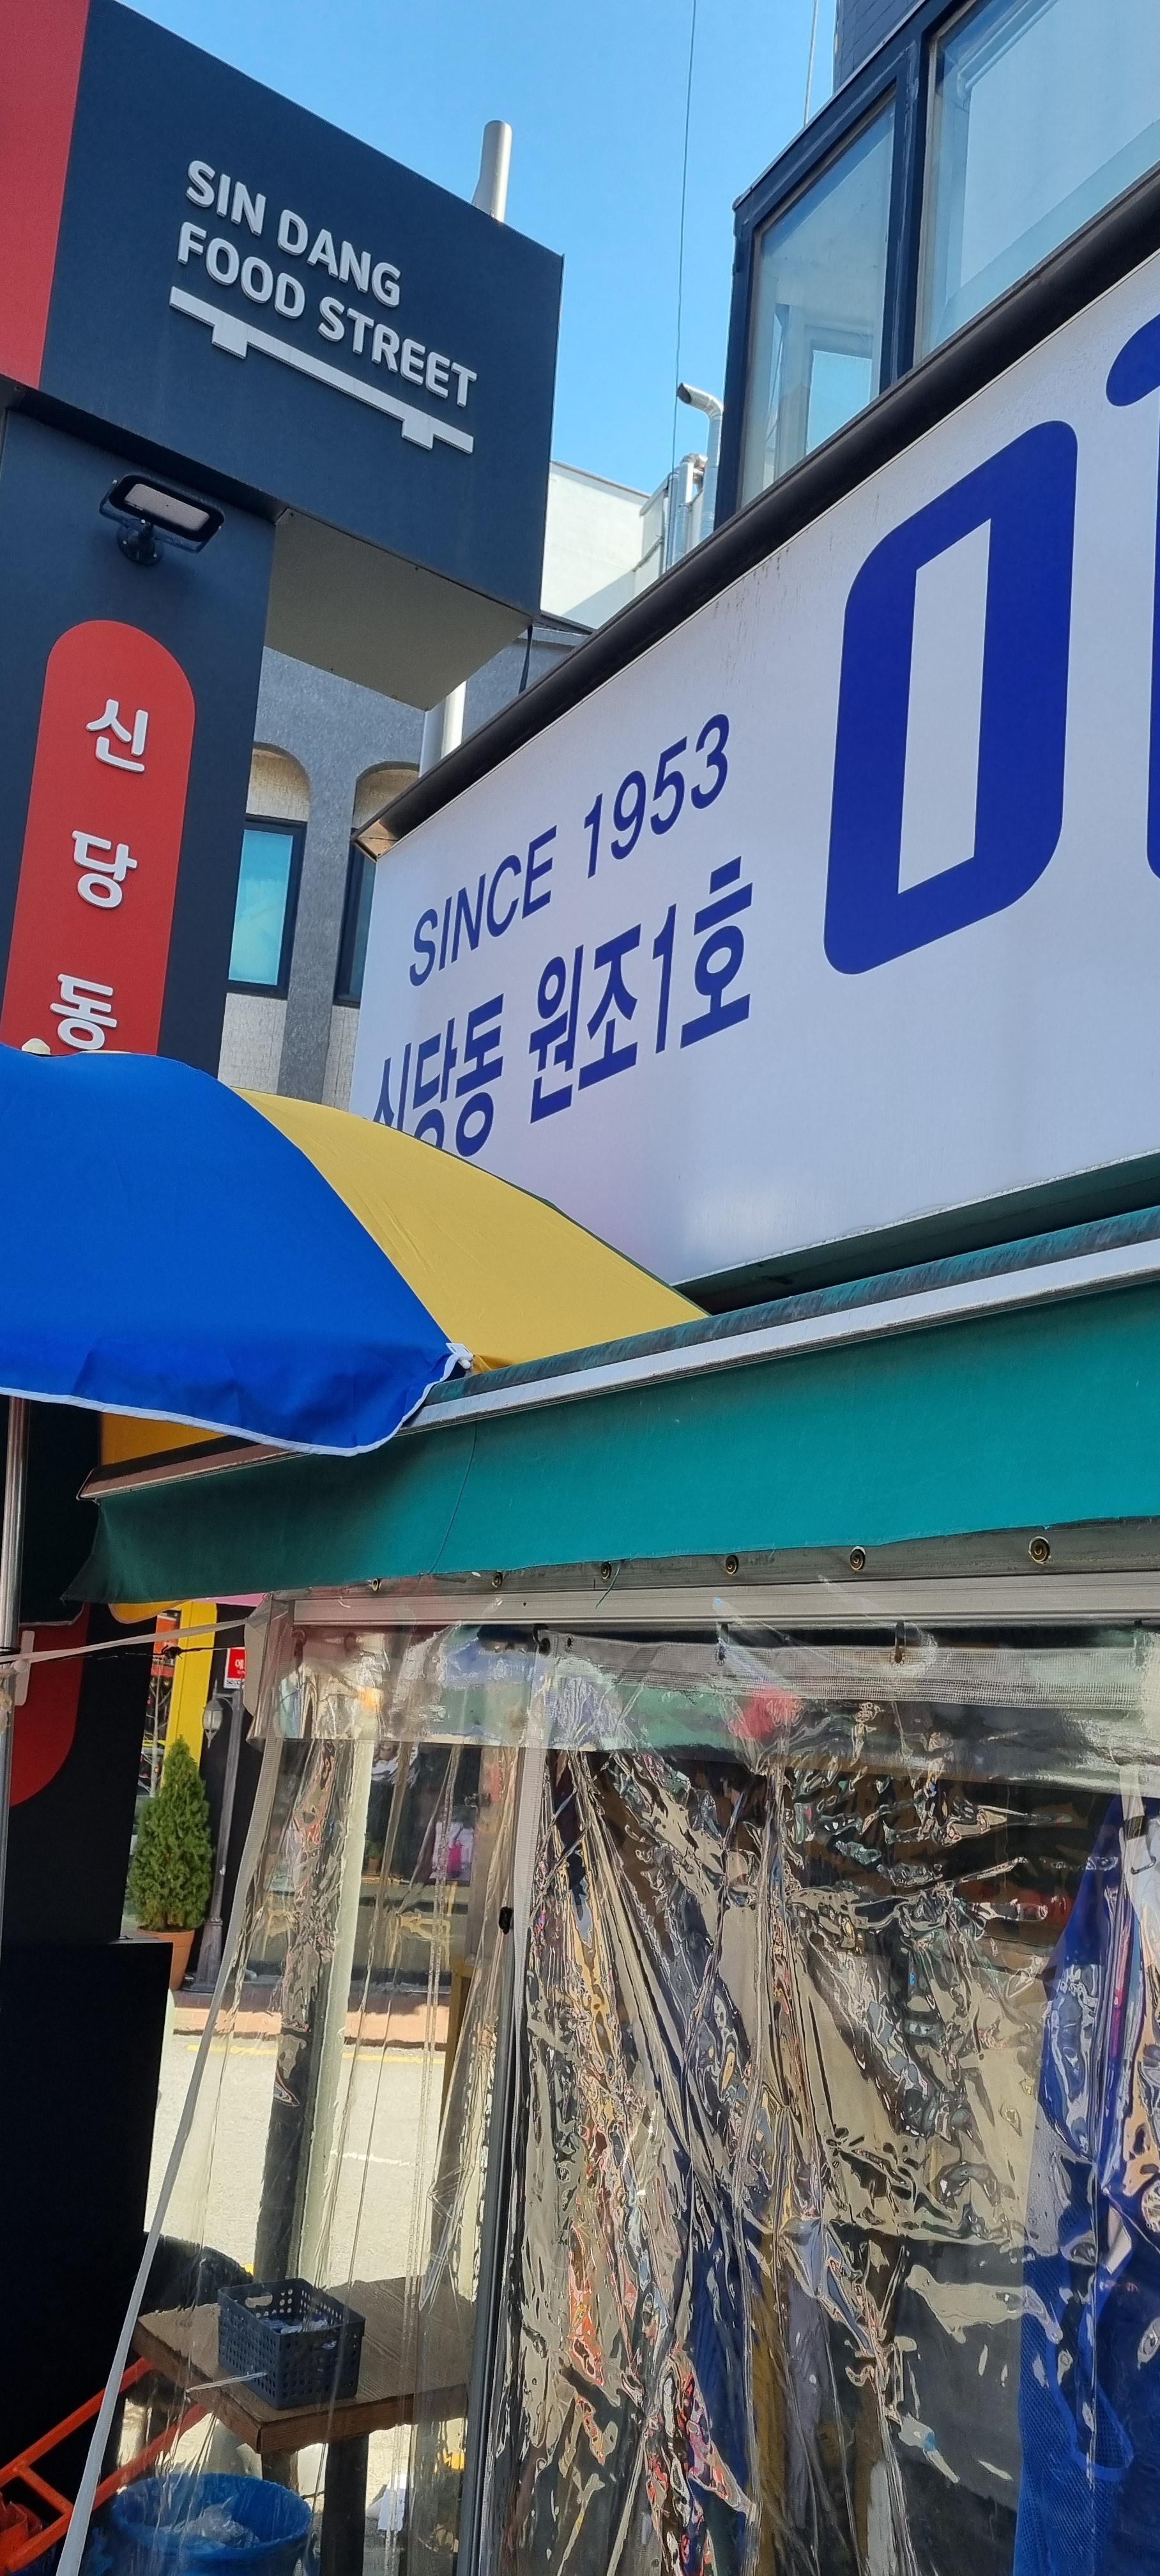 SIN DANG
FOOD STREET
신
당
동
SINCE 1953
신당동 원조1호